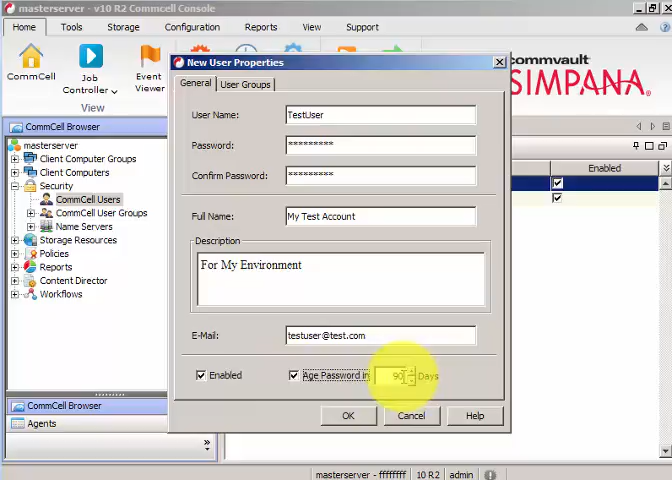 masterserver - v10 R2 Commcell Console
Home Tools Storage Configuration Reports View Support
CommCell
Job Controller
Event Viewer
View
commvault
SIMPANA®
CommCell Browser
masterserver
Client Computer Groups
Client Computers
Security
CommCell Users
CommCell User Groups
Name Servers
Storage Resources
Policies
Reports
Content Director
Workflows
CommCell Browser
Agents
New User Properties
General User Groups
User Name: TestUser
Password: *********
Confirm Password: *********
Full Name: My Test Account
Description
For My Environment
E-Mail: testuser@test.com
Enabled Age Password in 90 Days
OK Cancel Help
Enabled
masterserver - ffffffff 10 R2 admin